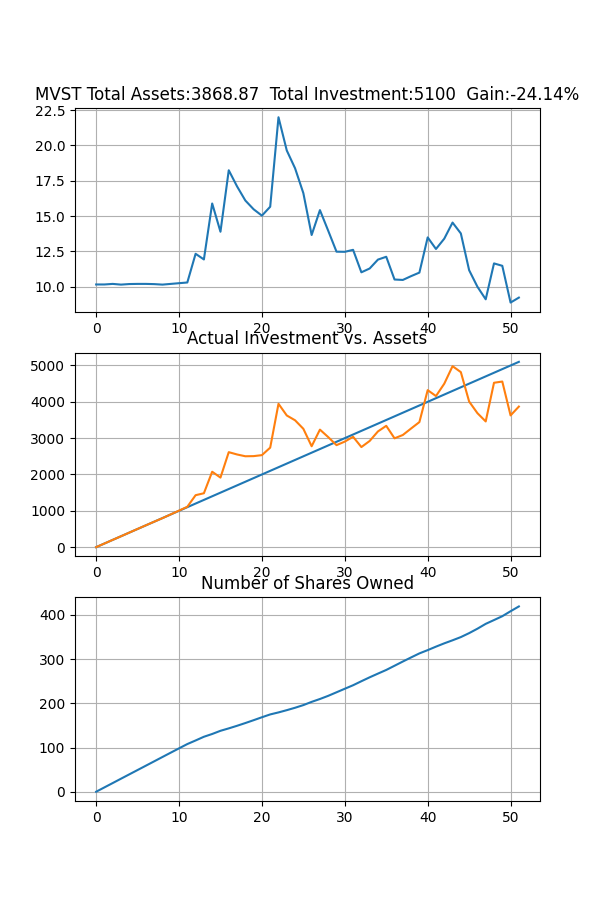 MVST Total Assets:3868.87  Total Investment:5100  Gain:-24.14%
22.5
20.0
17.5
15.0
12.5
10.0
0 10 20 30 40 50
Actual Investment vs. Assets
5000
4000
3000
2000
1000
0
0 10 20 30 40 50
Number of Shares Owned
400
300
200
100
0
0 10 20 30 40 50